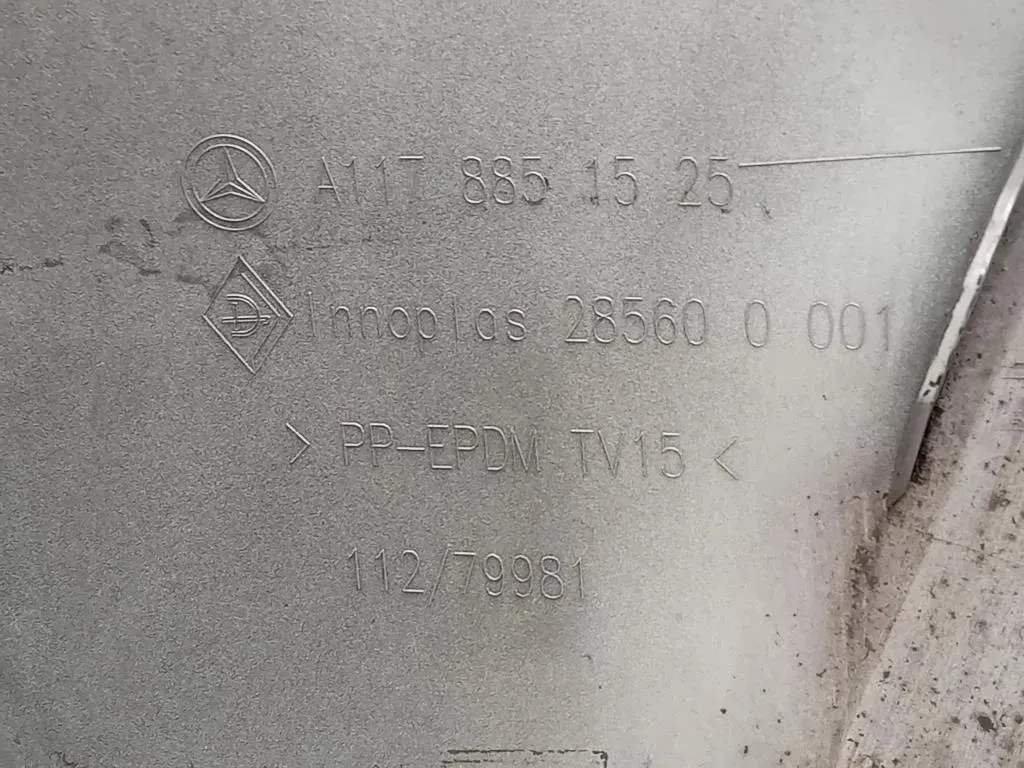 A117 885 15 25
Innoplas 28560 0 001
> PP-EPDM TV15 <
112/79981